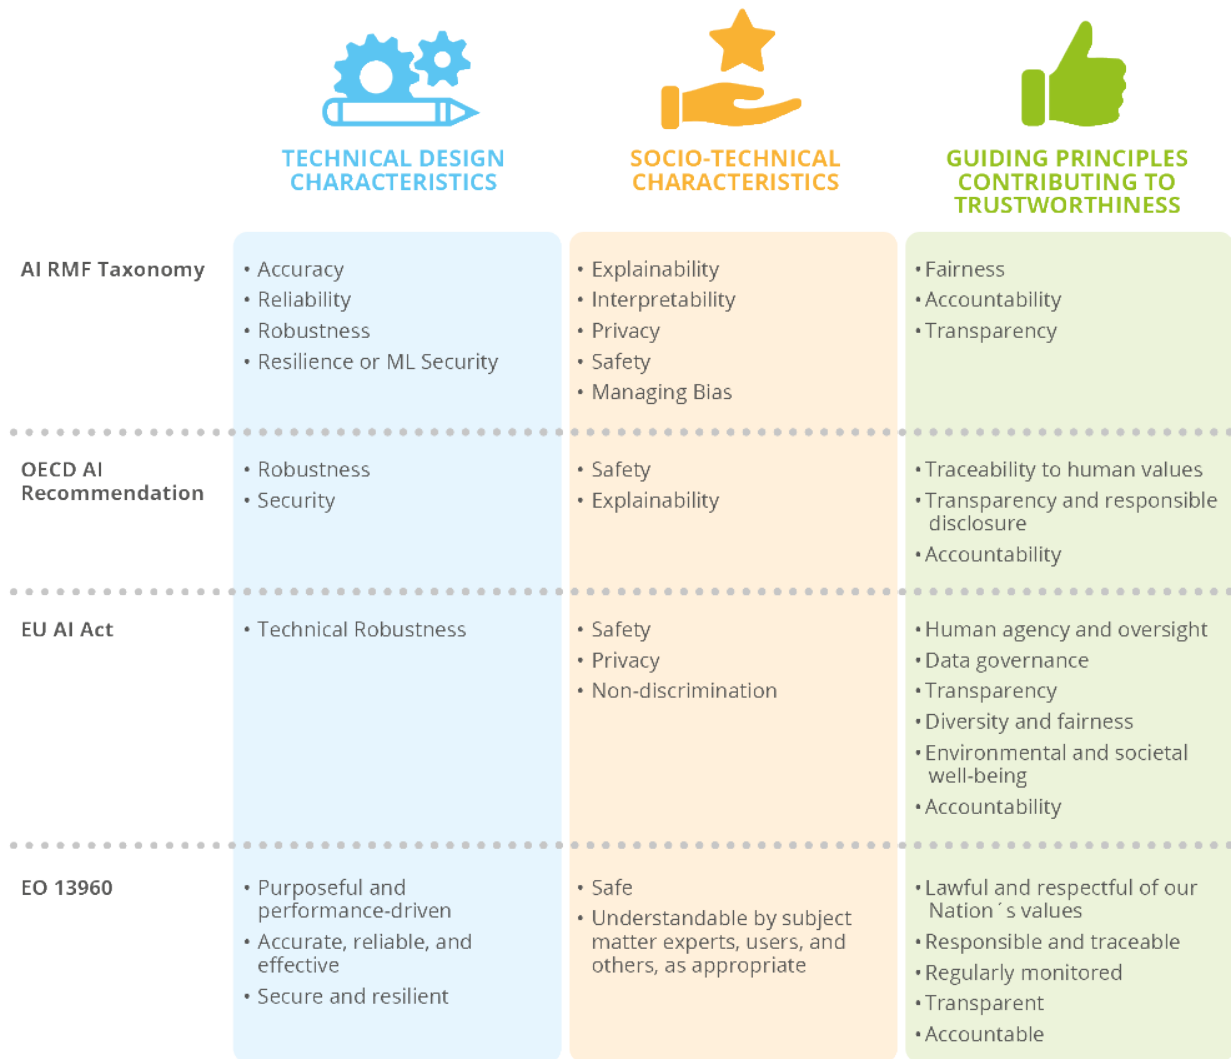 TECHNICAL DESIGN
CHARACTERISTICS
SOCIO-TECHNICAL
CHARACTERISTICS
GUIDING PRINCIPLES
CONTRIBUTING TO
TRUSTWORTHINESS
AI RMF Taxonomy
• Accuracy
• Reliability
• Robustness
• Resilience or ML Security
• Explainability
• Interpretability
• Privacy
• Safety
• Managing Bias
• Fairness
• Accountability
• Transparency
OECD AI
Recommendation
• Robustness
• Security
• Safety
• Explainability
• Traceability to human values
• Transparency and responsible
disclosure
• Accountability
EU AI Act
• Technical Robustness
• Safety
• Privacy
• Non-discrimination
• Human agency and oversight
• Data governance
• Transparency
• Diversity and fairness
• Environmental and societal
well-being
• Accountability
EO 13960
• Purposeful and
performance-driven
• Accurate, reliable, and
effective
• Secure and resilient
• Safe
• Understandable by subject
matter experts, users, and
others, as appropriate
• Lawful and respectful of our
Nation´s values
• Responsible and traceable
• Regularly monitored
• Transparent
• Accountable